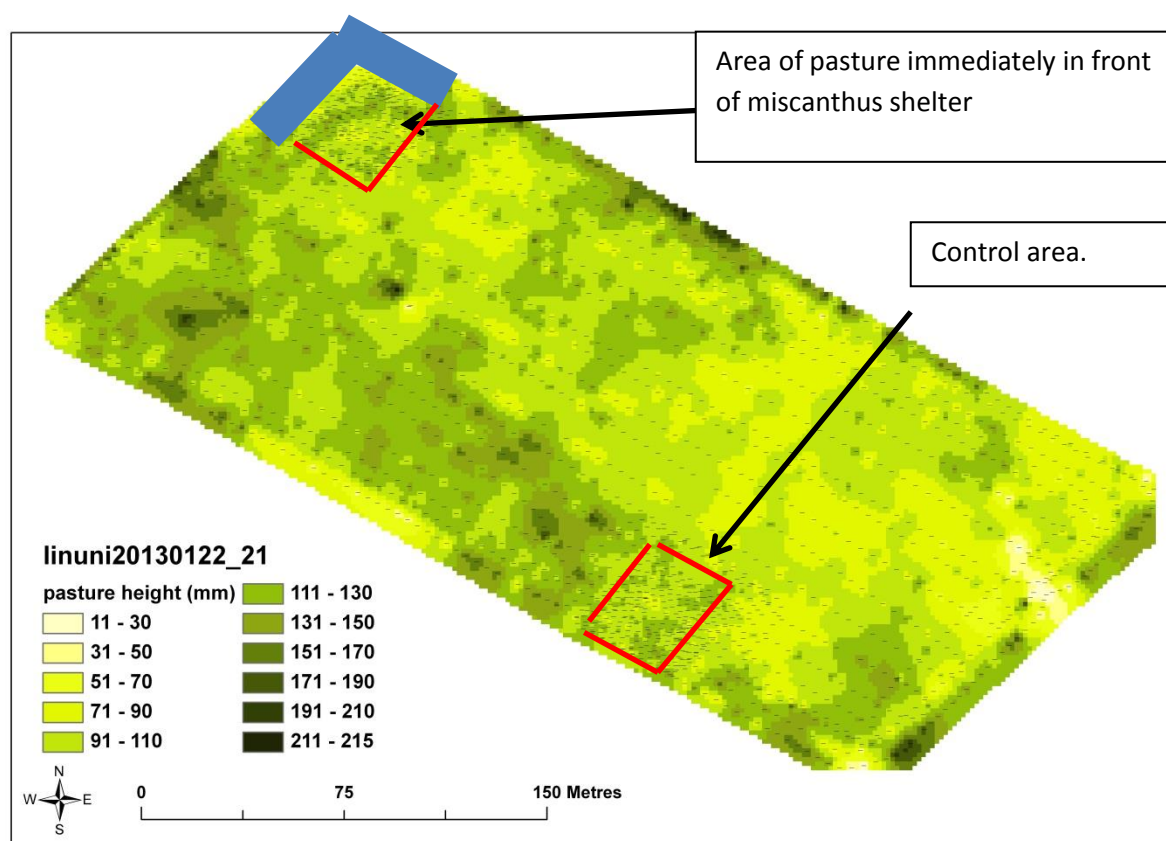 Area of pasture immediately in front
of miscanthus shelter
Control area.
linuni20130122_21
pasture height (mm)
11 - 30
31 - 50
51 - 70
71 - 90
91 - 110
111 - 130
131 - 150
151 - 170
171 - 190
191 - 210
211 - 215
N
W E
S
0 75 150 Metres